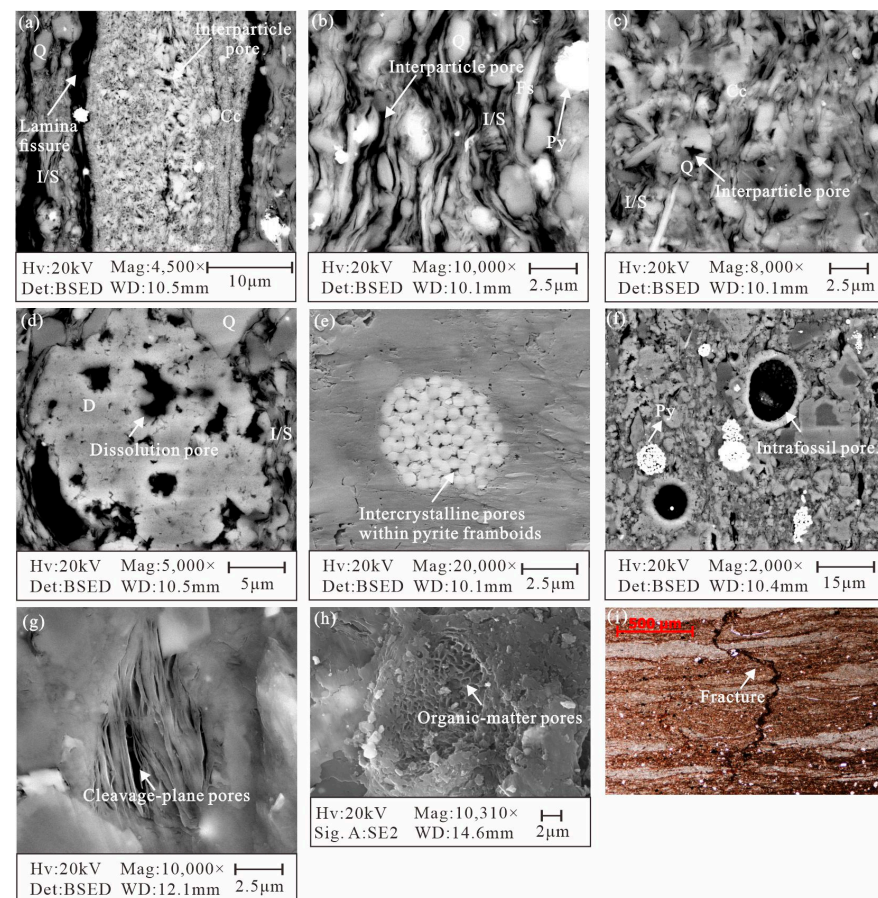 (a)
Q
Interparticle
pore
Lamina
fissure
Cc
I/S
Hv:20kV Mag:4,500×
Det:BSED WD:10.5mm 10μm
(b)
Q
Interparticle pore
Fs
I/S
Cc
Py
Hv:20kV Mag:10,000×
Det:BSED WD:10.1mm 2.5μm
(c)
Cc
Q
I/S
Interparticle pore
Hv:20kV Mag:8,000×
Det:BSED WD:10.1mm 2.5μm
(d)
Q
D
I/S
Dissolution pore
Hv:20kV Mag:5,000×
Det:BSED WD:10.5mm 5μm
(e)
Intercrystalline pores
within pyrite framboids
Hv:20kV Mag:20,000×
Det:BSED WD:10.1mm 2.5μm
(f)
Py
Intrafossil pore
Hv:20kV Mag:2,000×
Det:BSED WD:10.4mm 15μm
(g)
Cleavage-plane pores
Hv:20kV Mag:10,000×
Det:BSED WD:12.1mm 2.5μm
(h)
Organic-matter pores
Hv:20kV Mag:10,310×
Sig. A:SE2 WD:14.6mm 2μm
(i)
500 μm
Fracture